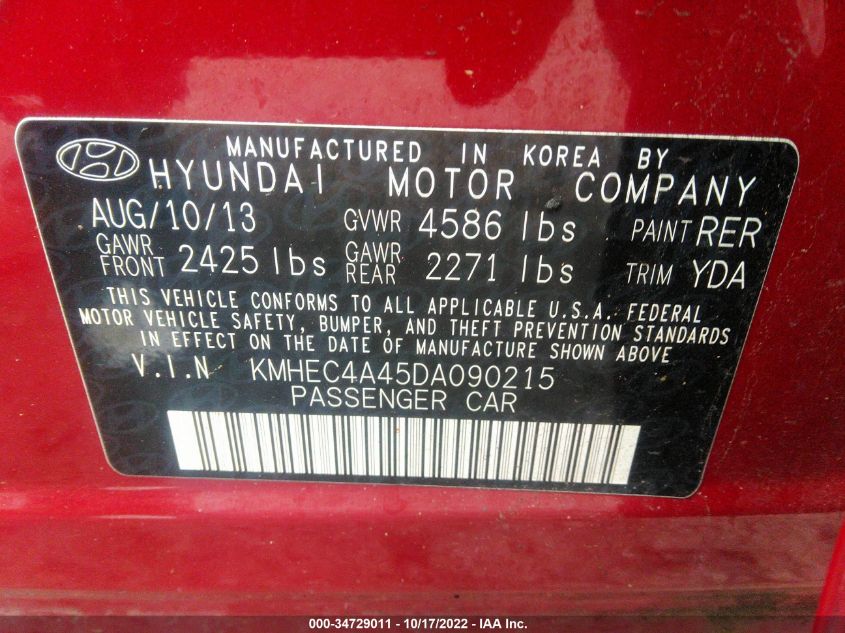 MANUFACTURED IN KOREA BY
HYUNDAI MOTOR COMPANY
AUG/10/13 GVWR 4586 lbs PAINT RER
GAWR FRONT 2425 lbs GAWR REAR 2271 lbs TRIM YDA
THIS VEHICLE CONFORMS TO ALL APPLICABLE U.S.A. FEDERAL
MOTOR VEHICLE SAFETY, BUMPER, AND THEFT PREVENTION STANDARDS
IN EFFECT ON THE DATE OF MANUFACTURE SHOWN ABOVE.
V.I.N KMHEC4A45DA090215
PASSENGER CAR
000-34729011 - 10/17/2022 - IAA Inc.